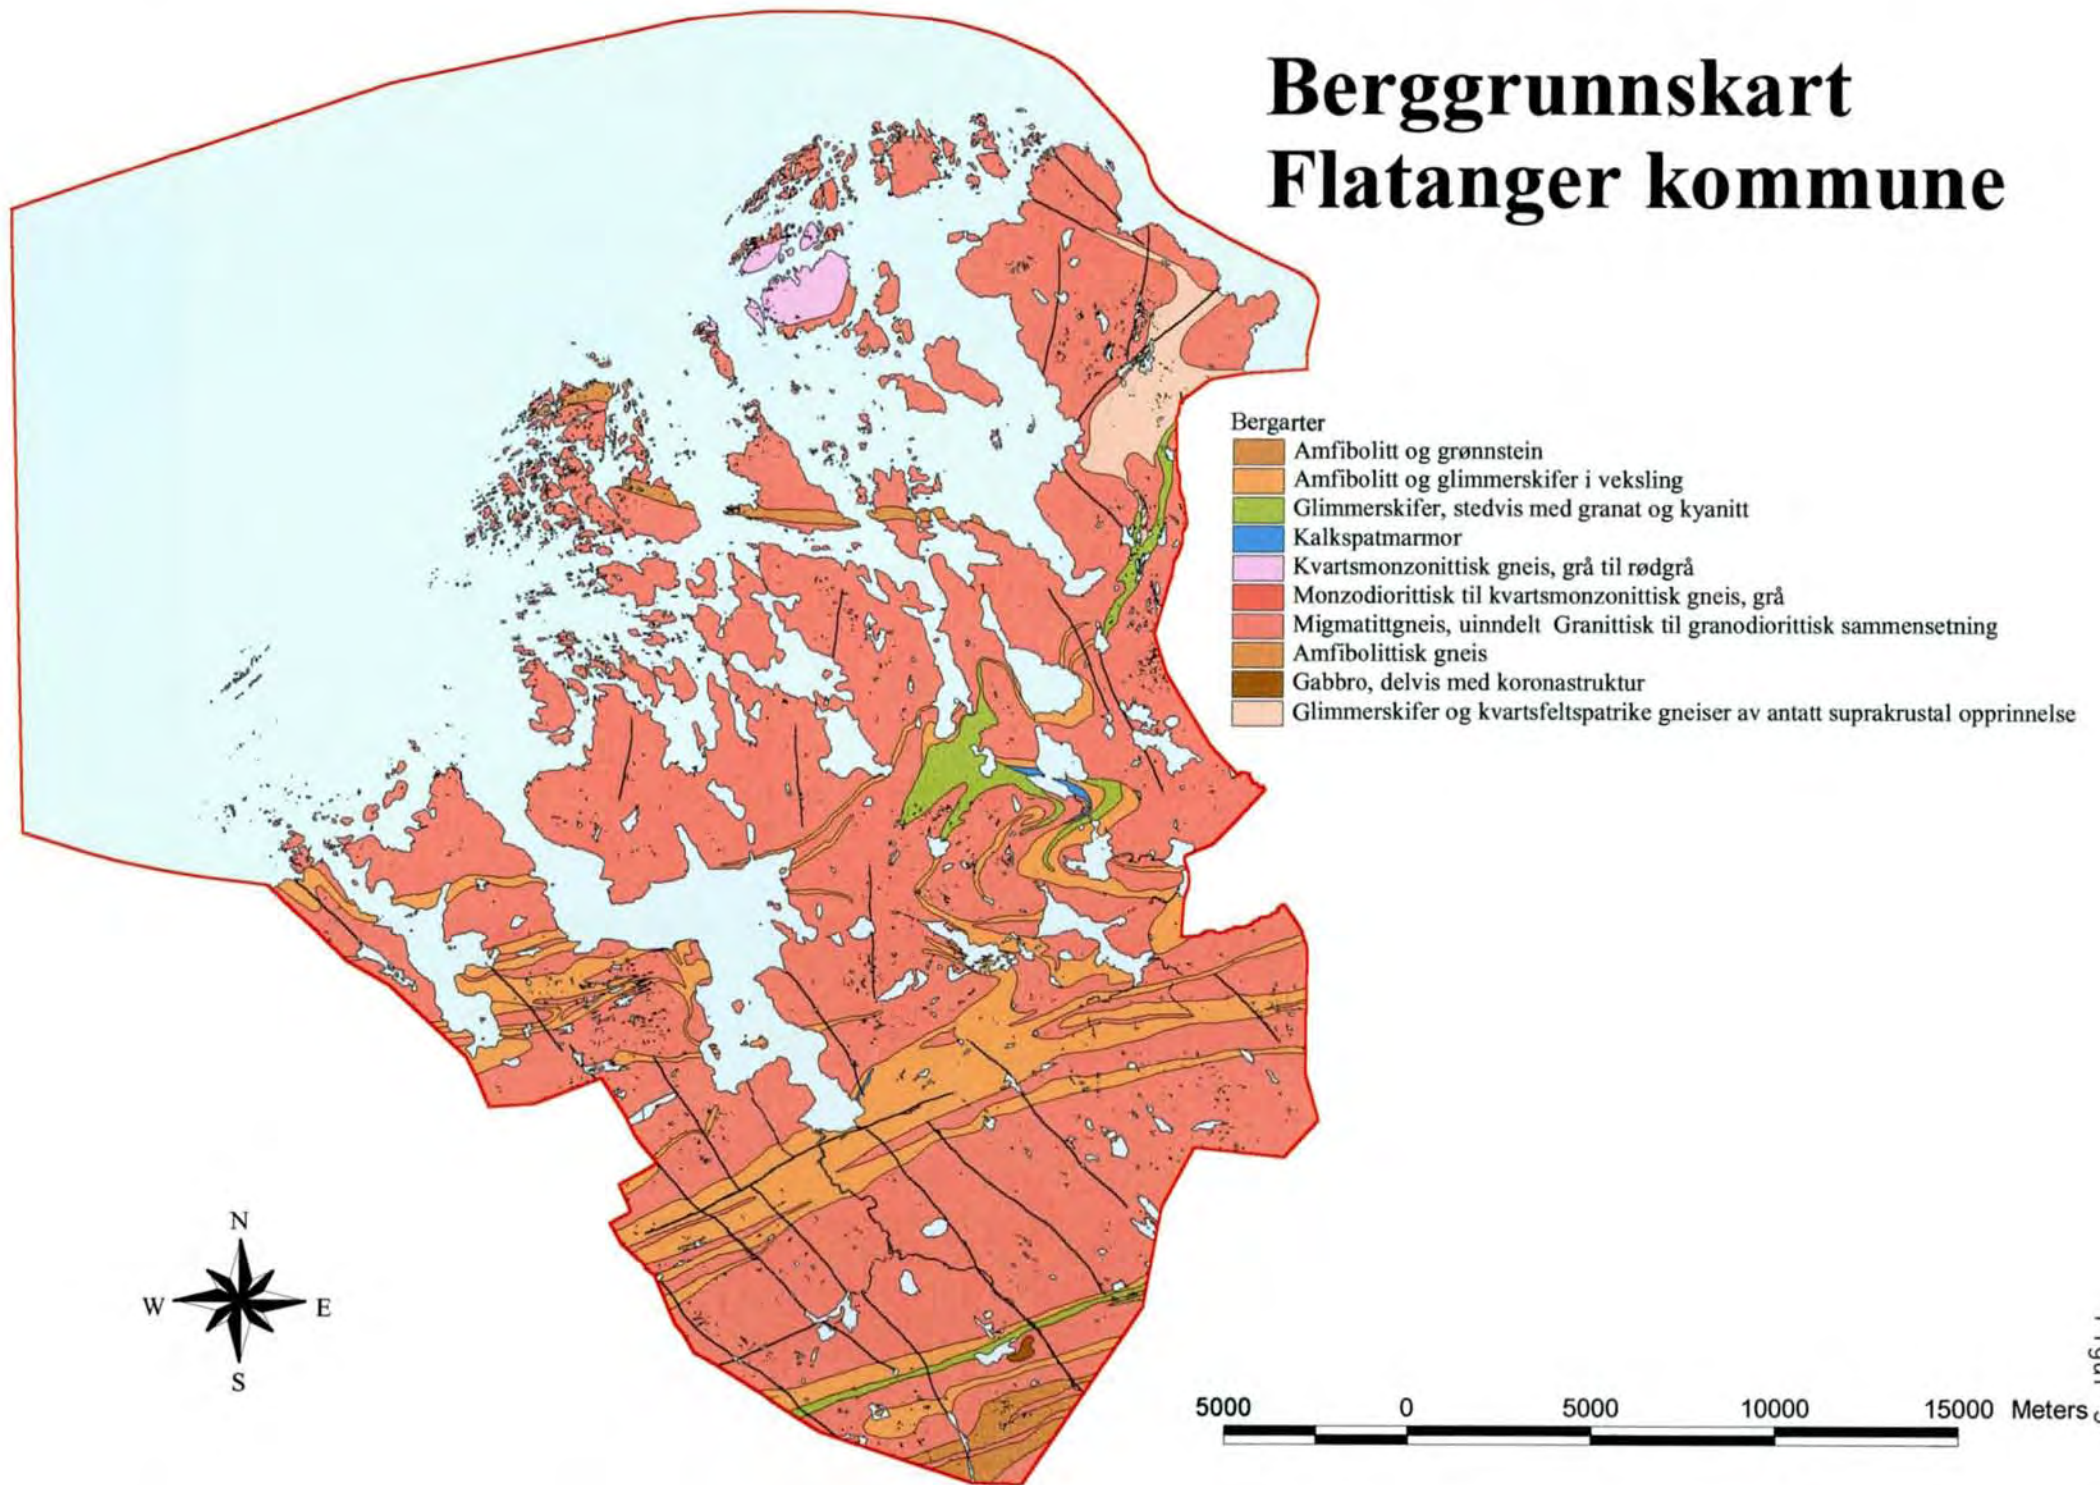 Berggrunnskart
Flatanger kommune
Bergarter
Amfibolitt og grønnstein
Amfibolitt og glimmerskifer i veksling
Glimmerskifer, stedvis med granat og kyanitt
Kalkspatmarmor
Kvartsmonzonittisk gneis, grå til rødgrå
Monzodiorittisk til kvartsmonzonittisk gneis, grå
Migmatittgneis, uinndelt Granittisk til granodiorittisk sammensetning
Amfibolittisk gneis
Gabbro, delvis med koronastruktur
Glimmerskifer og kvartsfeltspatrike gneiser av antatt suprakrustal opprinnelse
N
W E
S
5000 0 5000 10000 15000 Meters